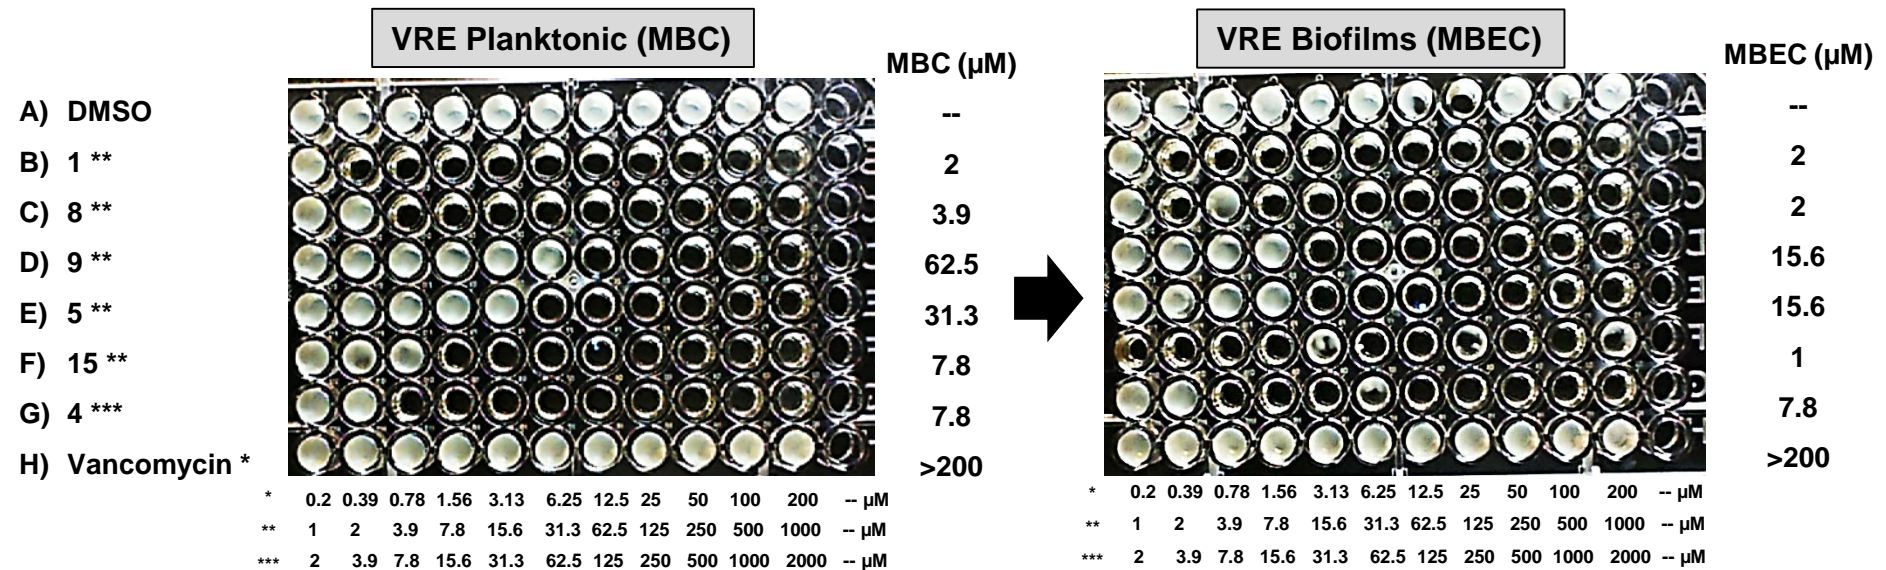 VRE Planktonic (MBC)
VRE Biofilms (MBEC)
MBC (µM)
MBEC (µM)
A) DMSO -- --
B) 1 ** 2 2
C) 8 ** 3.9 2
D) 9 ** 62.5 15.6
E) 5 ** 31.3 15.6
F) 15 ** 7.8 1
G) 4 *** 7.8 7.8
H) Vancomycin * >200 >200
* 0.2 0.39 0.78 1.56 3.13 6.25 12.5 25 50 100 200 -- µM
** 1 2 3.9 7.8 15.6 31.3 62.5 125 250 500 1000 -- µM
*** 2 3.9 7.8 15.6 31.3 62.5 125 250 500 1000 2000 -- µM
* 0.2 0.39 0.78 1.56 3.13 6.25 12.5 25 50 100 200 -- µM
** 1 2 3.9 7.8 15.6 31.3 62.5 125 250 500 1000 -- µM
*** 2 3.9 7.8 15.6 31.3 62.5 125 250 500 1000 2000 -- µM